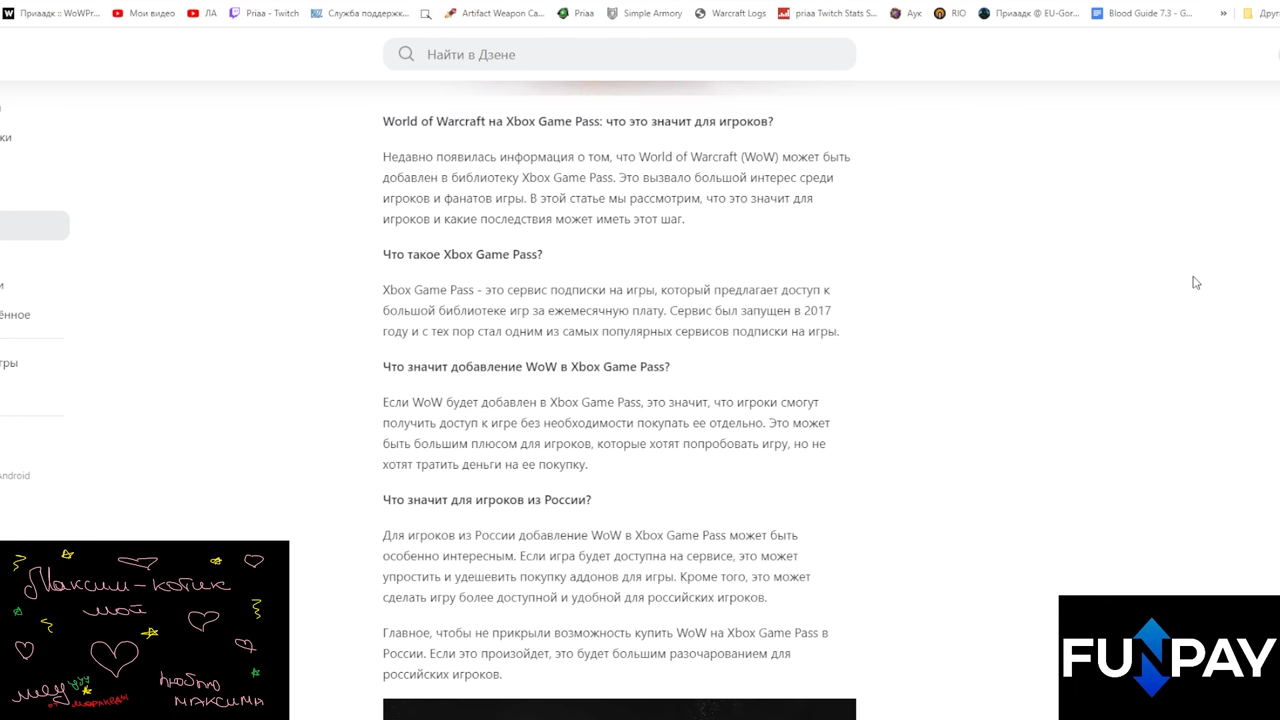 Приаадк :: WoWPr...
Мои видео
ЛА
Priaa - Twitch
Служба поддержк...
Artifact Weapon Ca...
Priaa
Simple Armory
Warcraft Logs
priaa Twitch Stats S...
Аук
RIO
Приаадк @ EU-Gor...
Blood Guide 7.3 - G...
»
Найти в Дзене
ки
ённое
гры
Android
World of Warcraft на Xbox Game Pass: что это значит для игроков?
Недавно появилась информация о том, что World of Warcraft (WoW) может быть
добавлен в библиотеку Xbox Game Pass. Это вызвало большой интерес среди
игроков и фанатов игры. В этой статье мы рассмотрим, что это значит для
игроков и какие последствия может иметь этот шаг.
Что такое Xbox Game Pass?
Xbox Game Pass - это сервис подписки на игры, который предлагает доступ к
большой библиотеке игр за ежемесячную плату. Сервис был запущен в 2017
году и с тех пор стал одним из самых популярных сервисов подписки на игры.
Что значит добавление WoW в Xbox Game Pass?
Если WoW будет добавлен в Xbox Game Pass, это значит, что игроки смогут
получить доступ к игре без необходимости покупать ее отдельно. Это может
быть большим плюсом для игроков, которые хотят попробовать игру, но не
хотят тратить деньги на ее покупку.
Что значит для игроков из России?
Для игроков из России добавление WoW в Xbox Game Pass может быть
особенно интересным. Если игра будет доступна на сервисе, это может
упростить и удешевить покупку аддонов для игры. Кроме того, это может
сделать игру более доступной и удобной для российских игроков.
Главное, чтобы не прикрыли возможность купить WoW на Xbox Game Pass в
России. Если это произойдет, это будет большим разочарованием для
российских игроков.
Максим-котик
мой
люблю
максима
FUNPAY